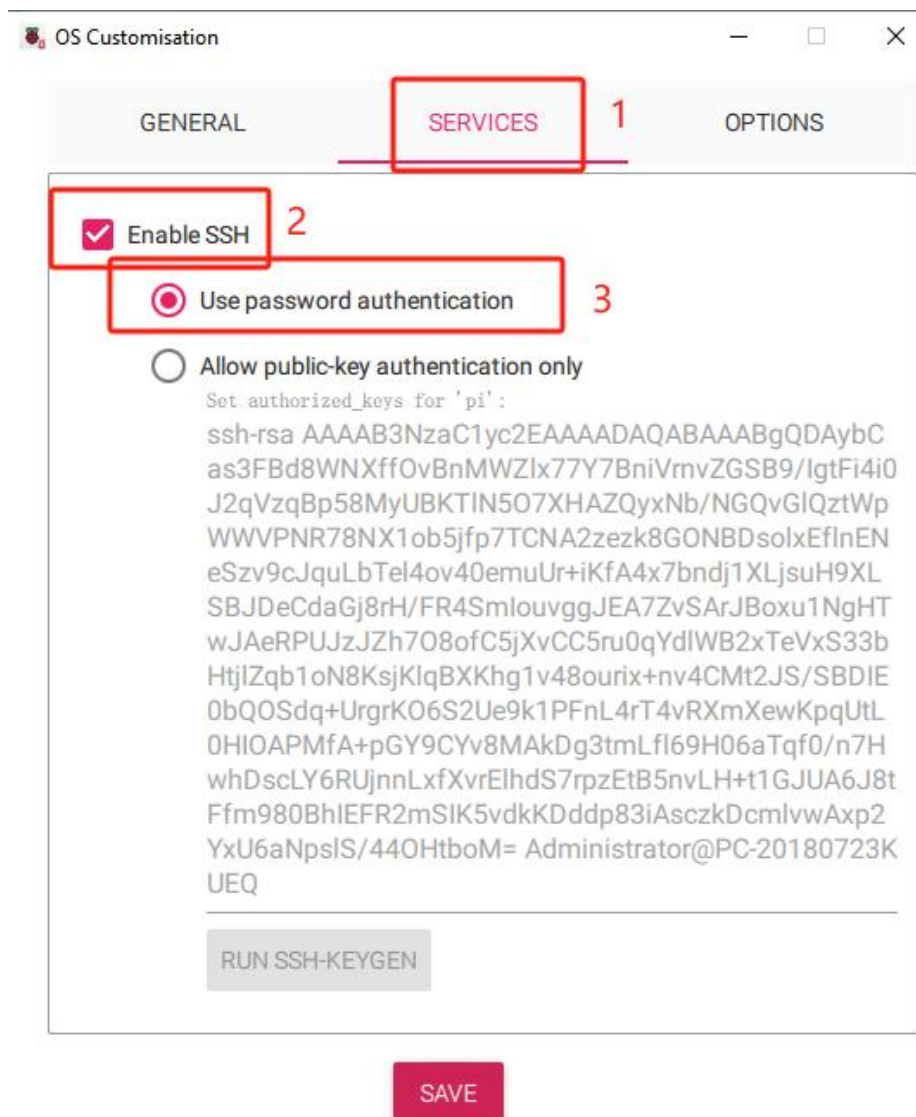 OS Customisation
GENERAL
SERVICES
1
OPTIONS
Enable SSH
2
Use password authentication
3
Allow public-key authentication only
Set authorized_keys for 'pi':
ssh-rsa AAAAB3NzaC1yc2EAAAADAQABAAABgQDAybC
as3FBd8WNXffOvBnMWZlx77Y7BniVrnvZGSB9/IgtFi4i0
J2qVzqBp58MyUBKTlN5O7XHAZQyxNb/NGQvGlQztWp
WWVPNR78NX1ob5jfp7TCNA2zezk8GONBDsolxEflnEN
eSzv9cJquLbTel4ov40emuUr+iKfA4x7bndj1XLjsuH9XL
SBJDeCdaGj8rH/FR4SmIouvggJEA7ZvSArJBoxu1NgHT
wJAeRPUJzJZh7O8ofC5jXvCC5ru0qYdlWB2xTeVxS33b
HtjlZqb1oN8KsjKlqBXKhg1v48ourix+nv4CMt2JS/SBDIE
0bQOSdq+UrgrKO6S2Ue9k1PFnL4rT4vRXmXewKpqUtL
0HIOAPMfA+pGY9CYv8MAkDg3tmLfl69H06aTqf0/n7H
whDscLY6RUjnnLxfXvrElhdS7rpzEtB5nvLH+t1GJUA6J8t
Ffm980BhIEFR2mSIK5vdkKDddp83iAsczkDcmlvwAxp2
YxU6aNpslS/44OHtboM= Administrator@PC-20180723K
UEQ
RUN SSH-KEYGEN
SAVE